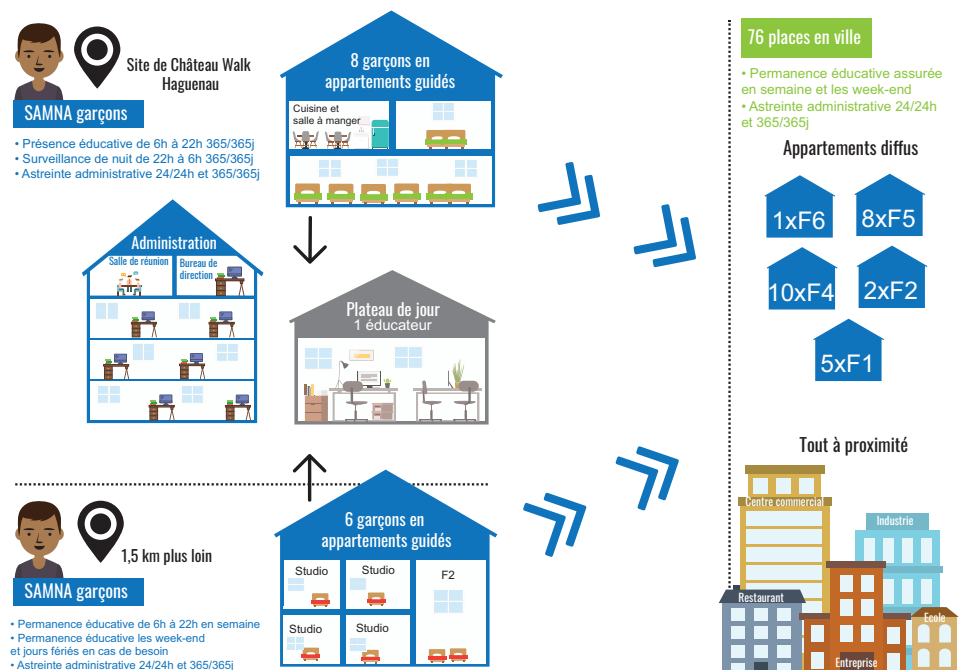 Site de Château Walk
Haguenau
SAMNA garçons
• Présence éducative de 6h à 22h 365/365j
• Surveillance de nuit de 22h à 6h 365/365j
• Astreinte administrative 24/24h et 365/365j
8 garçons en
appartements guidés
Cuisine et
salle à manger
Administration
Salle de réunion
Bureau de
direction
Plateau de jour
1 éducateur
1,5 km plus loin
SAMNA garçons
• Permanence éducative de 6h à 22h en semaine
• Permanence éducative les week-end
et jours fériés en cas de besoin
• Astreinte administrative 24/24h et 365/365j
6 garçons en
appartements guidés
Studio
Studio
F2
Studio
Studio
76 places en ville
• Permanence éducative assurée
en semaine et les week-end
• Astreinte administrative 24/24h
et 365/365j
Appartements diffus
1xF6
8xF5
10xF4
2xF2
5xF1
Tout à proximité
Centre commercial
Industrie
Restaurant
Ecole
Entreprise